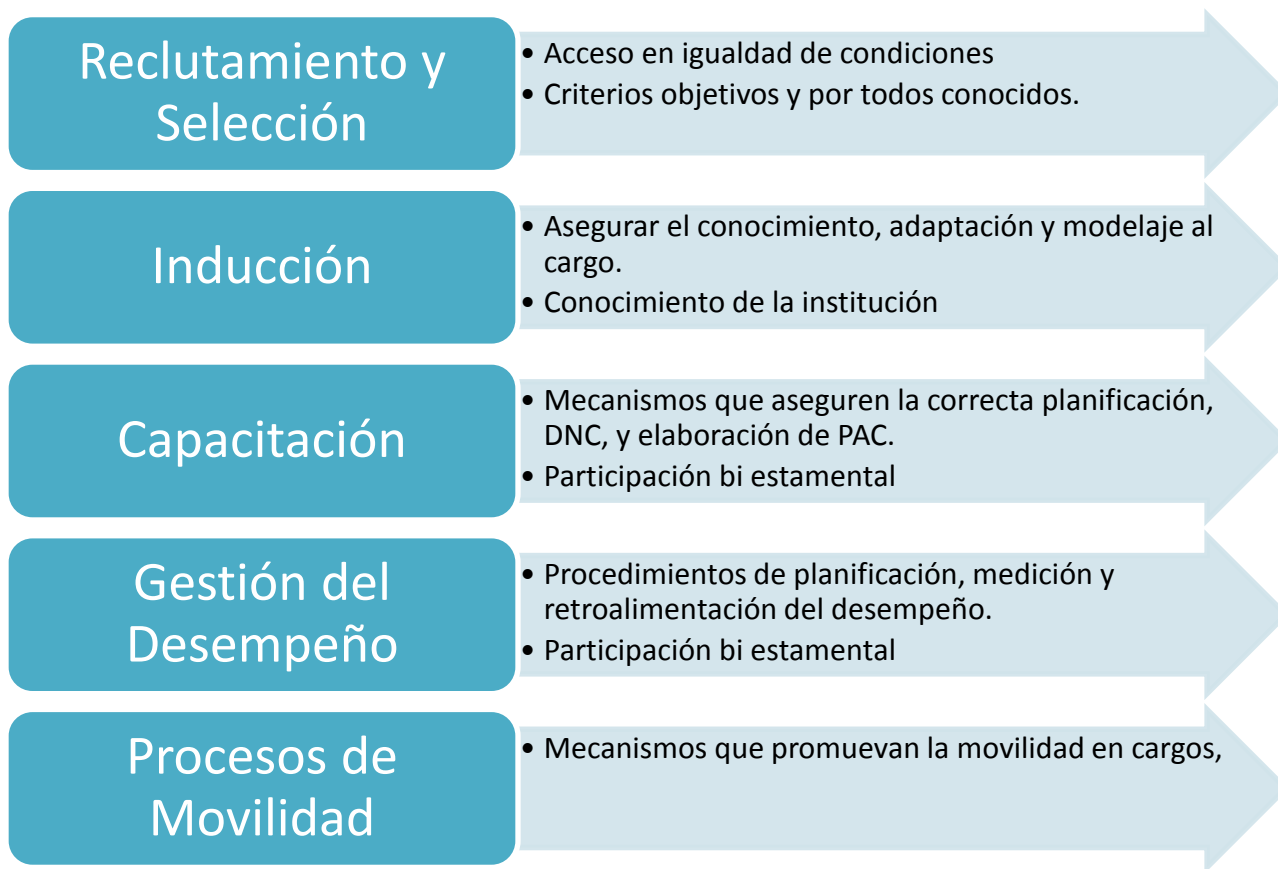 Reclutamiento y
Selección
• Acceso en igualdad de condiciones
• Criterios objetivos y por todos conocidos.
Inducción
• Asegurar el conocimiento, adaptación y modelaje al
cargo.
• Conocimiento de la institución
Capacitación
• Mecanismos que aseguren la correcta planificación,
DNC, y elaboración de PAC.
• Participación bi estamental
Gestión del
Desempeño
• Procedimientos de planificación, medición y
retroalimentación del desempeño.
• Participación bi estamental
Procesos de
Movilidad
• Mecanismos que promuevan la movilidad en cargos,